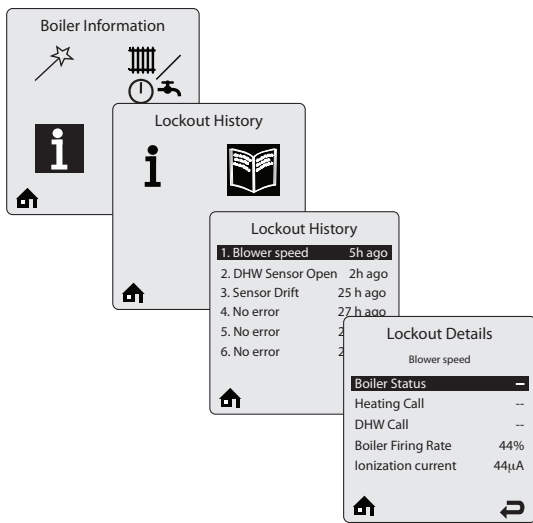 Boiler Information
i
Lockout History
i
Lockout History
1. Blower speed 5h ago
2. DHW Sensor Open 2h ago
3. Sensor Drift 25 h ago
4. No error 27 h ago
5. No error 2
6. No error 2
Lockout Details
Blower speed
Boiler Status –
Heating Call --
DHW Call --
Boiler Firing Rate 44%
Ionization current 44µA